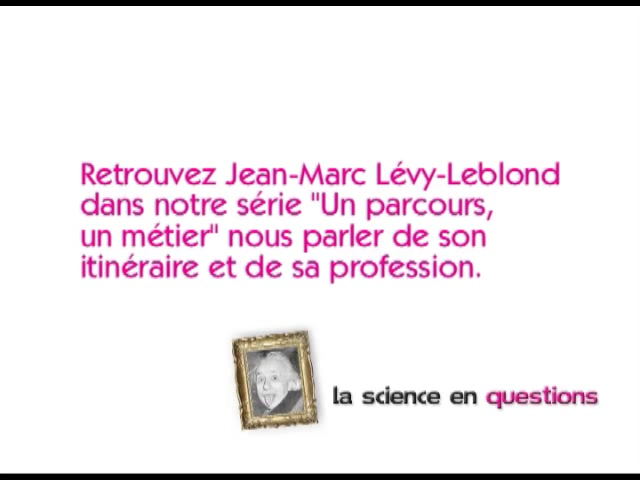 Retrouvez Jean-Marc Lévy-Leblond
dans notre série "Un parcours,
un métier" nous parler de son
itinéraire et de sa profession.
la science en questions